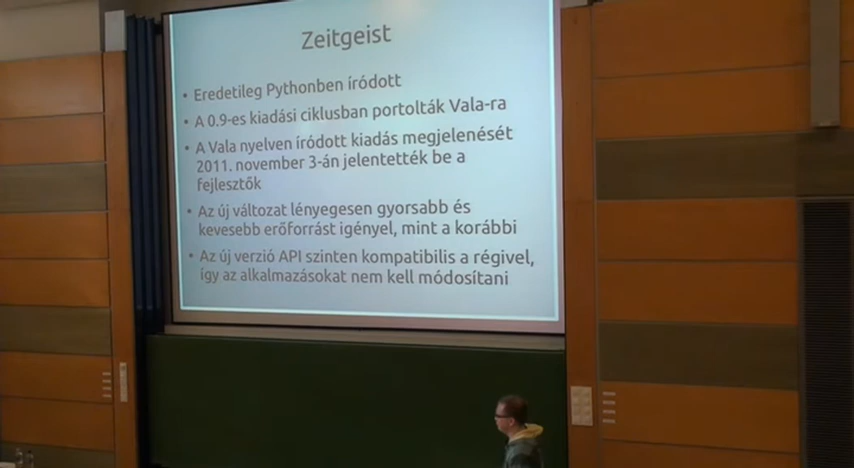 Zeitgeist
• Eredetileg Pythonben íródott
• A 0.9-es kiadási ciklusban portolták Vala-ra
• A Vala nyelven íródott kiadás megjelenését
2011. november 3-án jelentették be a
fejlesztők
• Az új változat lényegesen gyorsabb és
kevesebb erőforrást igényel, mint a korábbi
• Az új verzió API szinten kompatibilis a régivel,
így az alkalmazásokat nem kell módosítani